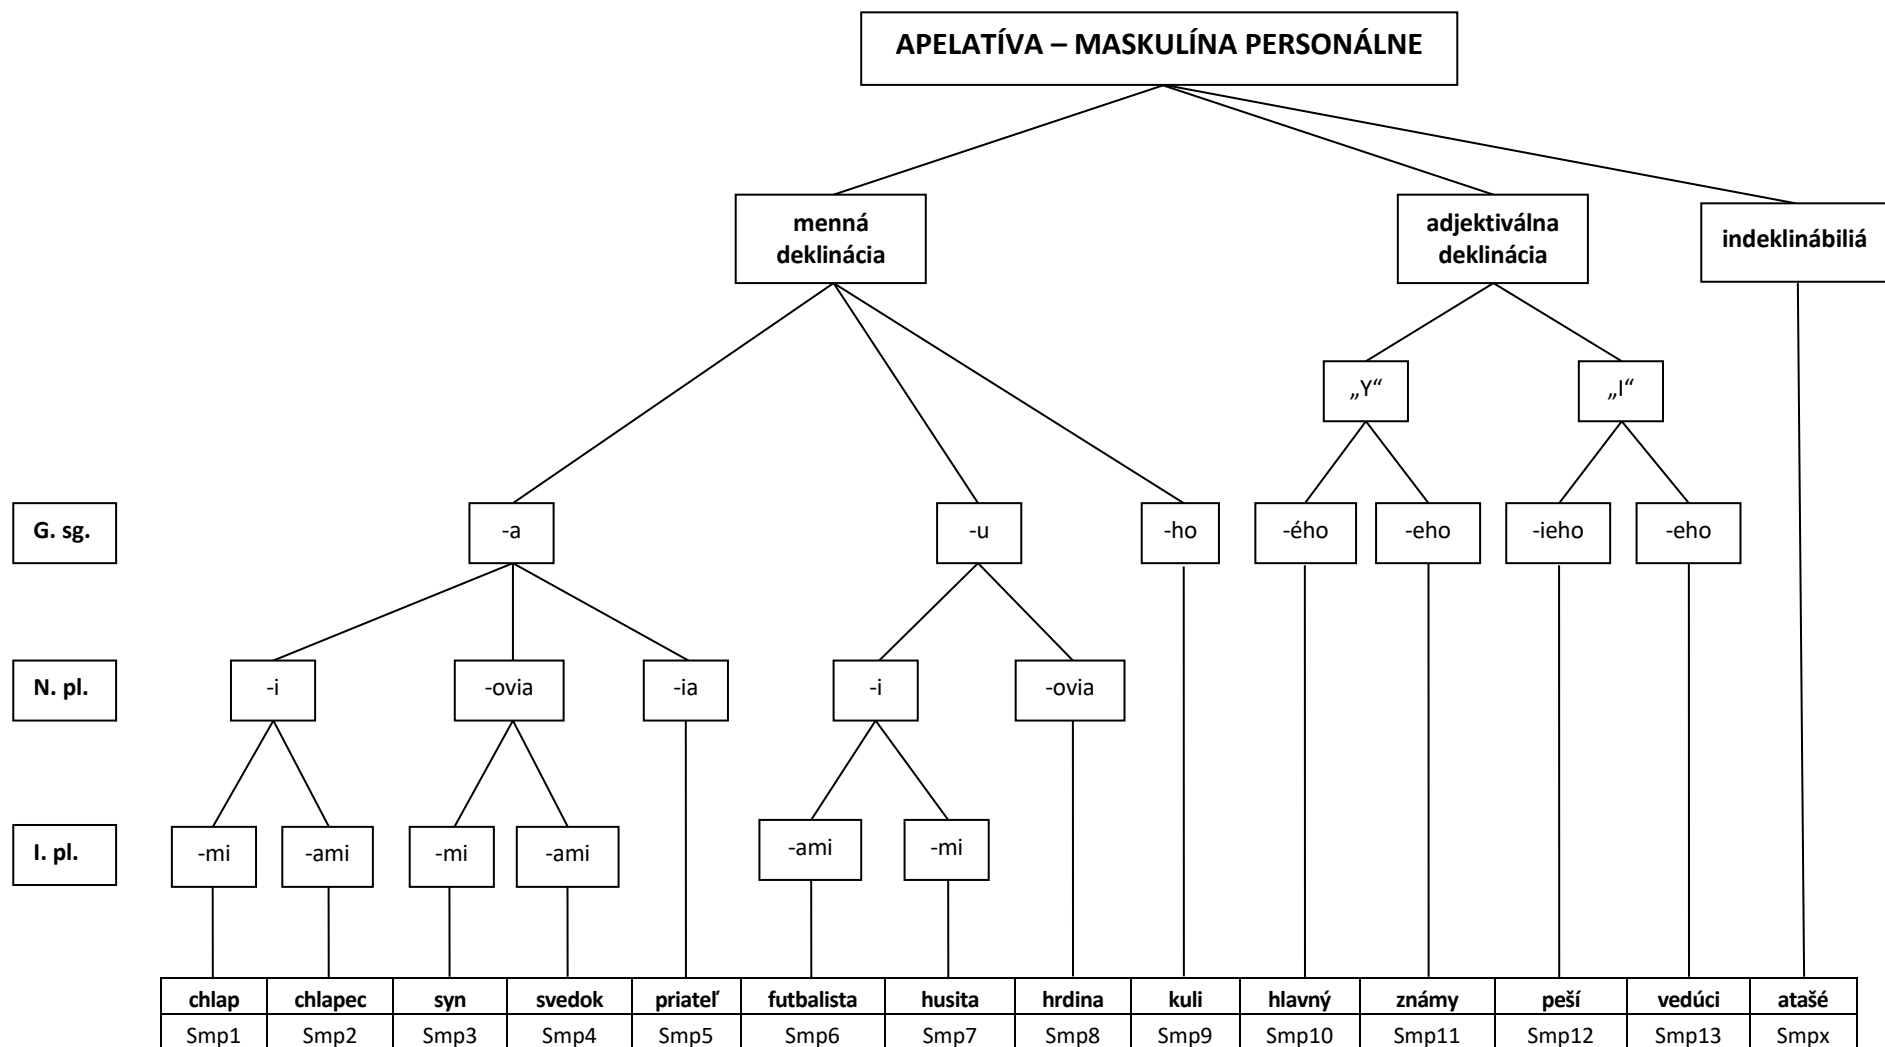 APELATÍVA – MASKULÍNA PERSONÁLNE
menná
deklinácia
adjektiválna
deklinácia
indeklinábiliá
„Y“ „I“
G. sg. -a -u -ho -ého -eho -ieho -eho
N. pl. -i -ovia -ia -i -ovia
I. pl. -mi -ami -mi -ami -ami -mi
chlap chlapec syn svedok priateľ futbalista husita hrdina kuli hlavný známy peší vedúci atašé
Smp1 Smp2 Smp3 Smp4 Smp5 Smp6 Smp7 Smp8 Smp9 Smp10 Smp11 Smp12 Smp13 Smpx